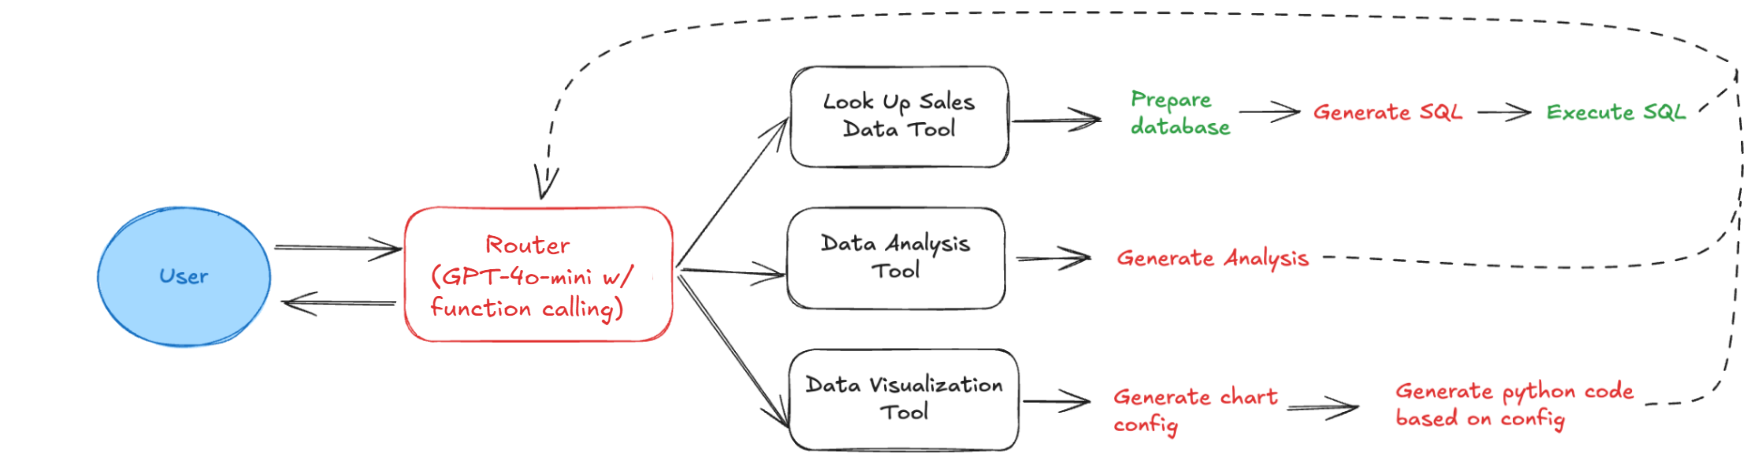 User
Router
(GPT-4o-mini w/
function calling)
Look Up Sales
Data Tool
Prepare
database
Generate SQL
Execute SQL
Data Analysis
Tool
Generate Analysis
Data Visualization
Tool
Generate chart
config
Generate python code
based on config